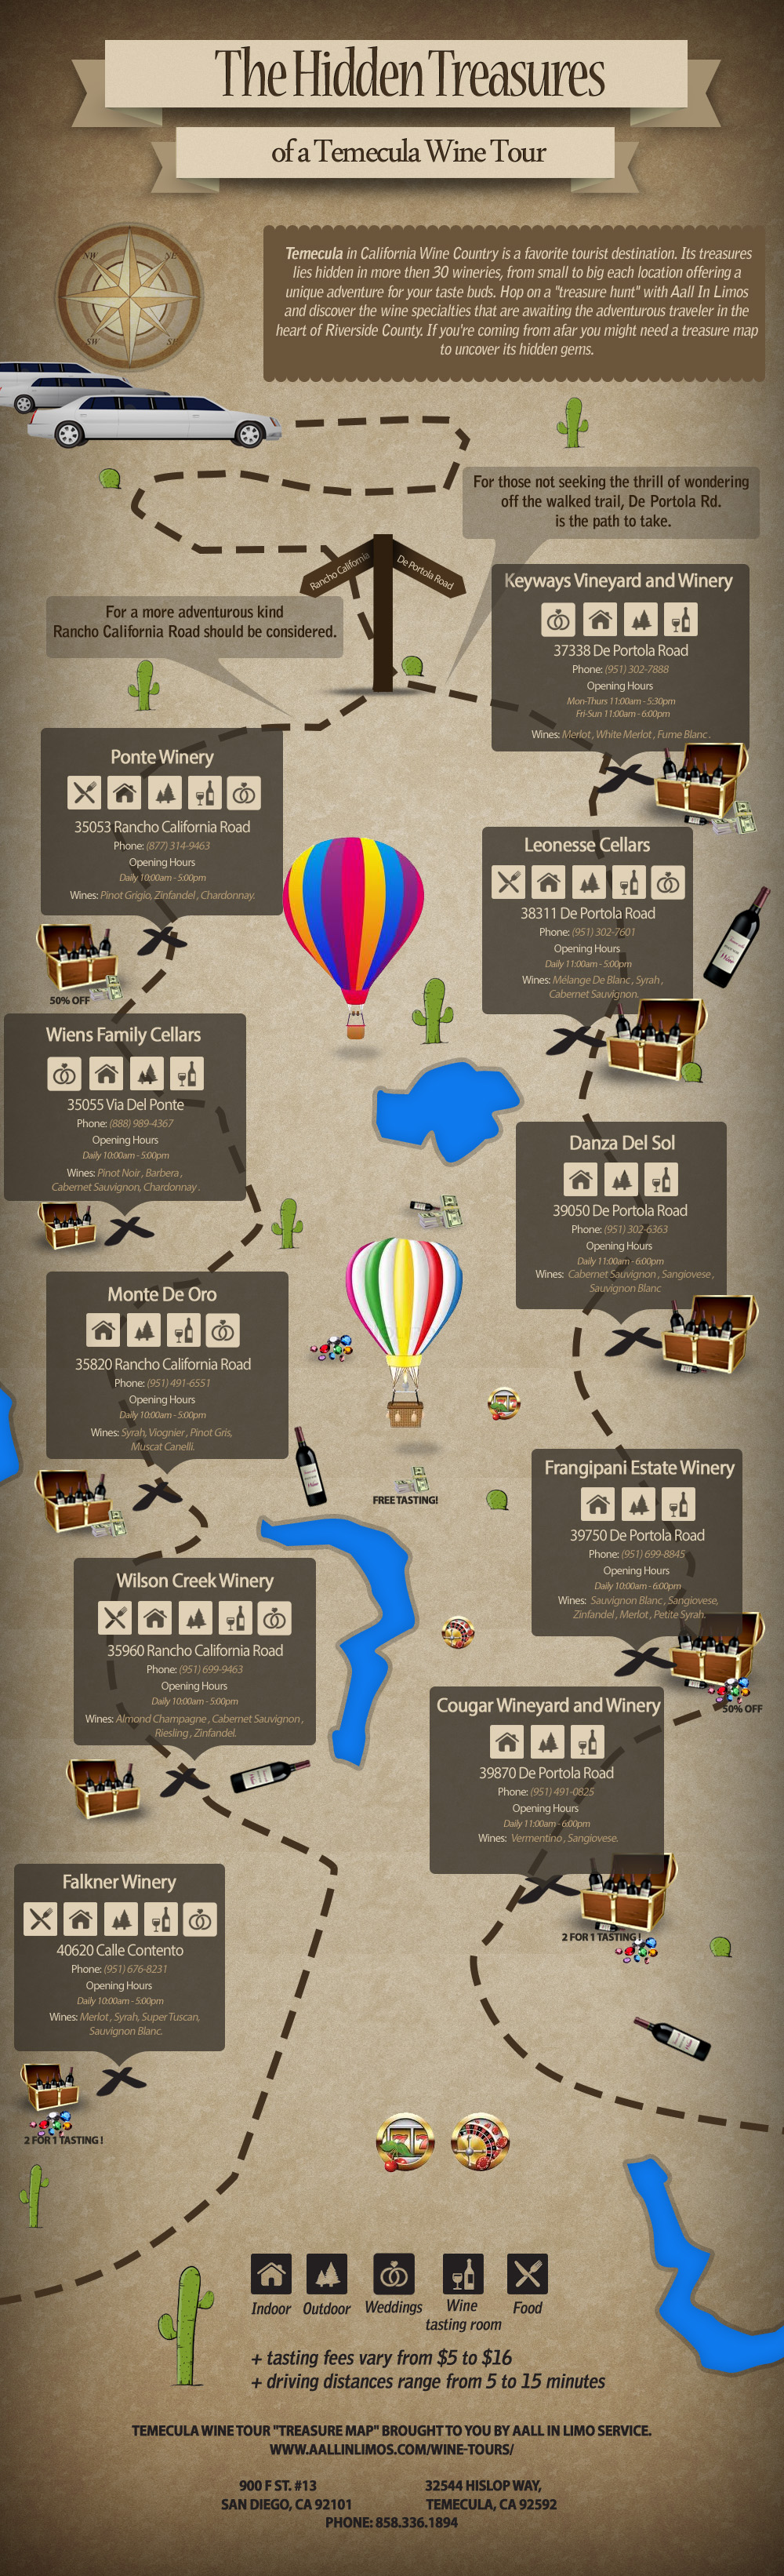 The Hidden Treasures
of a Temecula Wine Tour
NW
NE
SW
Temecula in California Wine Country is a favorite tourist destination. Its treasures
lies hidden in more then 30 wineries, from small to big each location offering a
unique adventure for your taste buds. Hop on a "treasure hunt" with Aall In Limos
and discover the wine specialties that are awaiting the adventurous traveler in the
heart of Riverside County. If you're coming from afar you might need a treasure map
to uncover its hidden gems.
For those not seeking the thrill of wondering
off the walked trail, De Portola Rd.
is the path to take.
Rancho California
De Portola Road
For a more adventurous kind
Rancho California Road should be considered.
Keyways Vineyard and Winery
37338 De Portola Road
Phone: (951) 302-7888
Opening Hours
Mon-Thurs 11:00am - 5:30pm
Fri-Sun 11:00am - 6:00pm
Wines: Merlot , White Merlot , Fume Blanc .
Ponte Winery
35053 Rancho California Road
Phone: (877) 314-9463
Opening Hours
Daily 10:00am - 5:00pm
Wines: Pinot Grigio, Zinfandel , Chardonnay.
50% OFF
Leonesse Cellars
38311 De Portola Road
Phone: (951) 302-7601
Opening Hours
Daily 11:00am - 5:00pm
Wines: Mélange De Blanc , Syrah ,
Cabernet Sauvignon.
Wiens Family Cellars
35055 Via Del Ponte
Phone: (888) 989-4367
Opening Hours
Daily 10:00am - 5:00pm
Wines: Pinot Noir , Barbera ,
Cabernet Sauvignon, Chardonnay .
Danza Del Sol
39050 De Portola Road
Phone: (951) 302-6363
Opening Hours
Daily 11:00am - 6:00pm
Wines: Cabernet Sauvignon , Sangiovese ,
Sauvignon Blanc
Monte De Oro
35820 Rancho California Road
Phone: (951) 491-6551
Opening Hours
Daily 10:00am - 5:00pm
Wines: Syrah, Viognier , Pinot Gris,
Muscat Canelli.
FREE TASTING!
Frangipani Estate Winery
39750 De Portola Road
Phone: (951) 699-8845
Opening Hours
Daily 10:00am - 6:00pm
Wines: Sauvignon Blanc , Sangiovese,
Zinfandel , Merlot , Petite Syrah.
50% OFF
Wilson Creek Winery
35960 Rancho California Road
Phone: (951) 699-9463
Opening Hours
Daily 10:00am - 5:00pm
Wines: Almond Champagne , Cabernet Sauvignon ,
Riesling , Zinfandel.
Cougar Wineyard and Winery
39870 De Portola Road
Phone: (951) 491-0825
Opening Hours
Daily 11:00am - 6:00pm
Wines: Vermentino , Sangiovese.
2 FOR 1 TASTING !
Falkner Winery
40620 Calle Contento
Phone: (951) 676-8231
Opening Hours
Daily 10:00am - 5:00pm
Wines: Merlot , Syrah, Super Tuscan,
Sauvignon Blanc.
2 FOR 1 TASTING !
Indoor Outdoor Weddings Wine tasting room Food
+ tasting fees vary from $5 to $16
+ driving distances range from 5 to 15 minutes
TEMECULA WINE TOUR "TREASURE MAP" BROUGHT TO YOU BY AALL IN LIMO SERVICE.
WWW.AALLINLIMOS.COM/WINE-TOURS/
900 F ST. #13
SAN DIEGO, CA 92101
32544 HISLOP WAY,
TEMECULA, CA 92592
PHONE: 858.336.1894